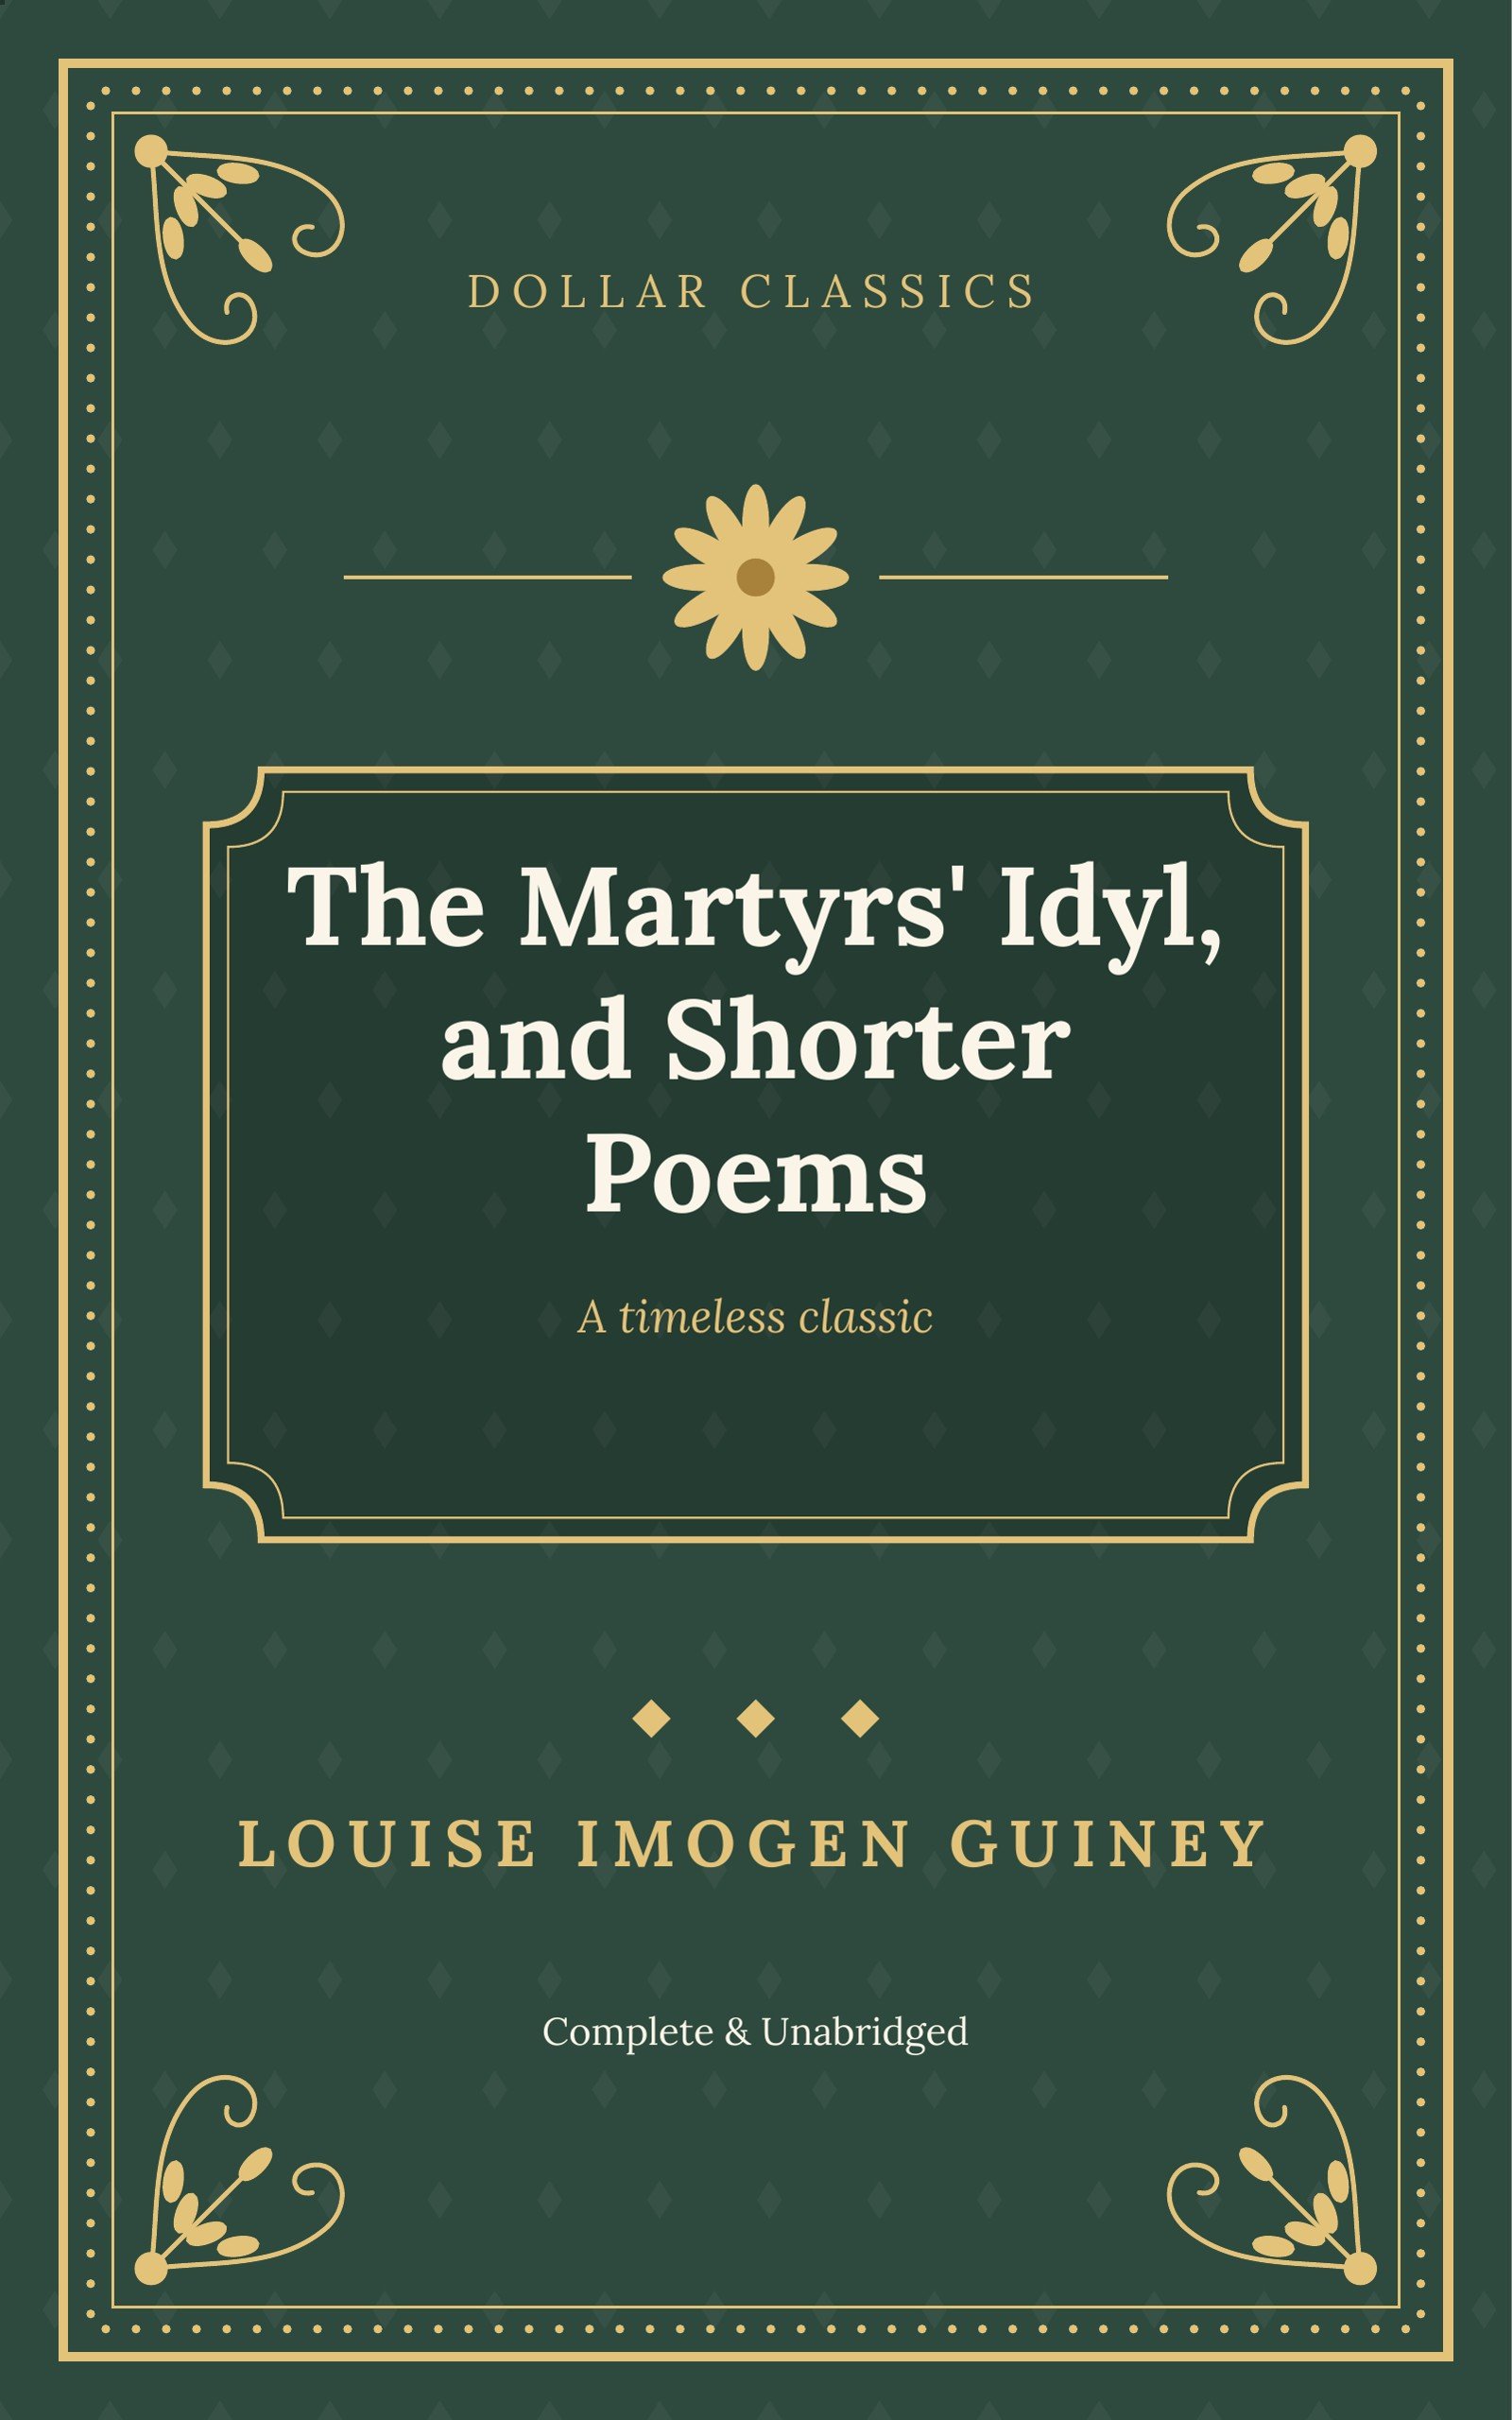 DOLLAR CLASSICS
The Martyrs' Idyl,
and Shorter
Poems
A timeless classic
LOUISE IMOGEN GUINEY
Complete & Unabridged